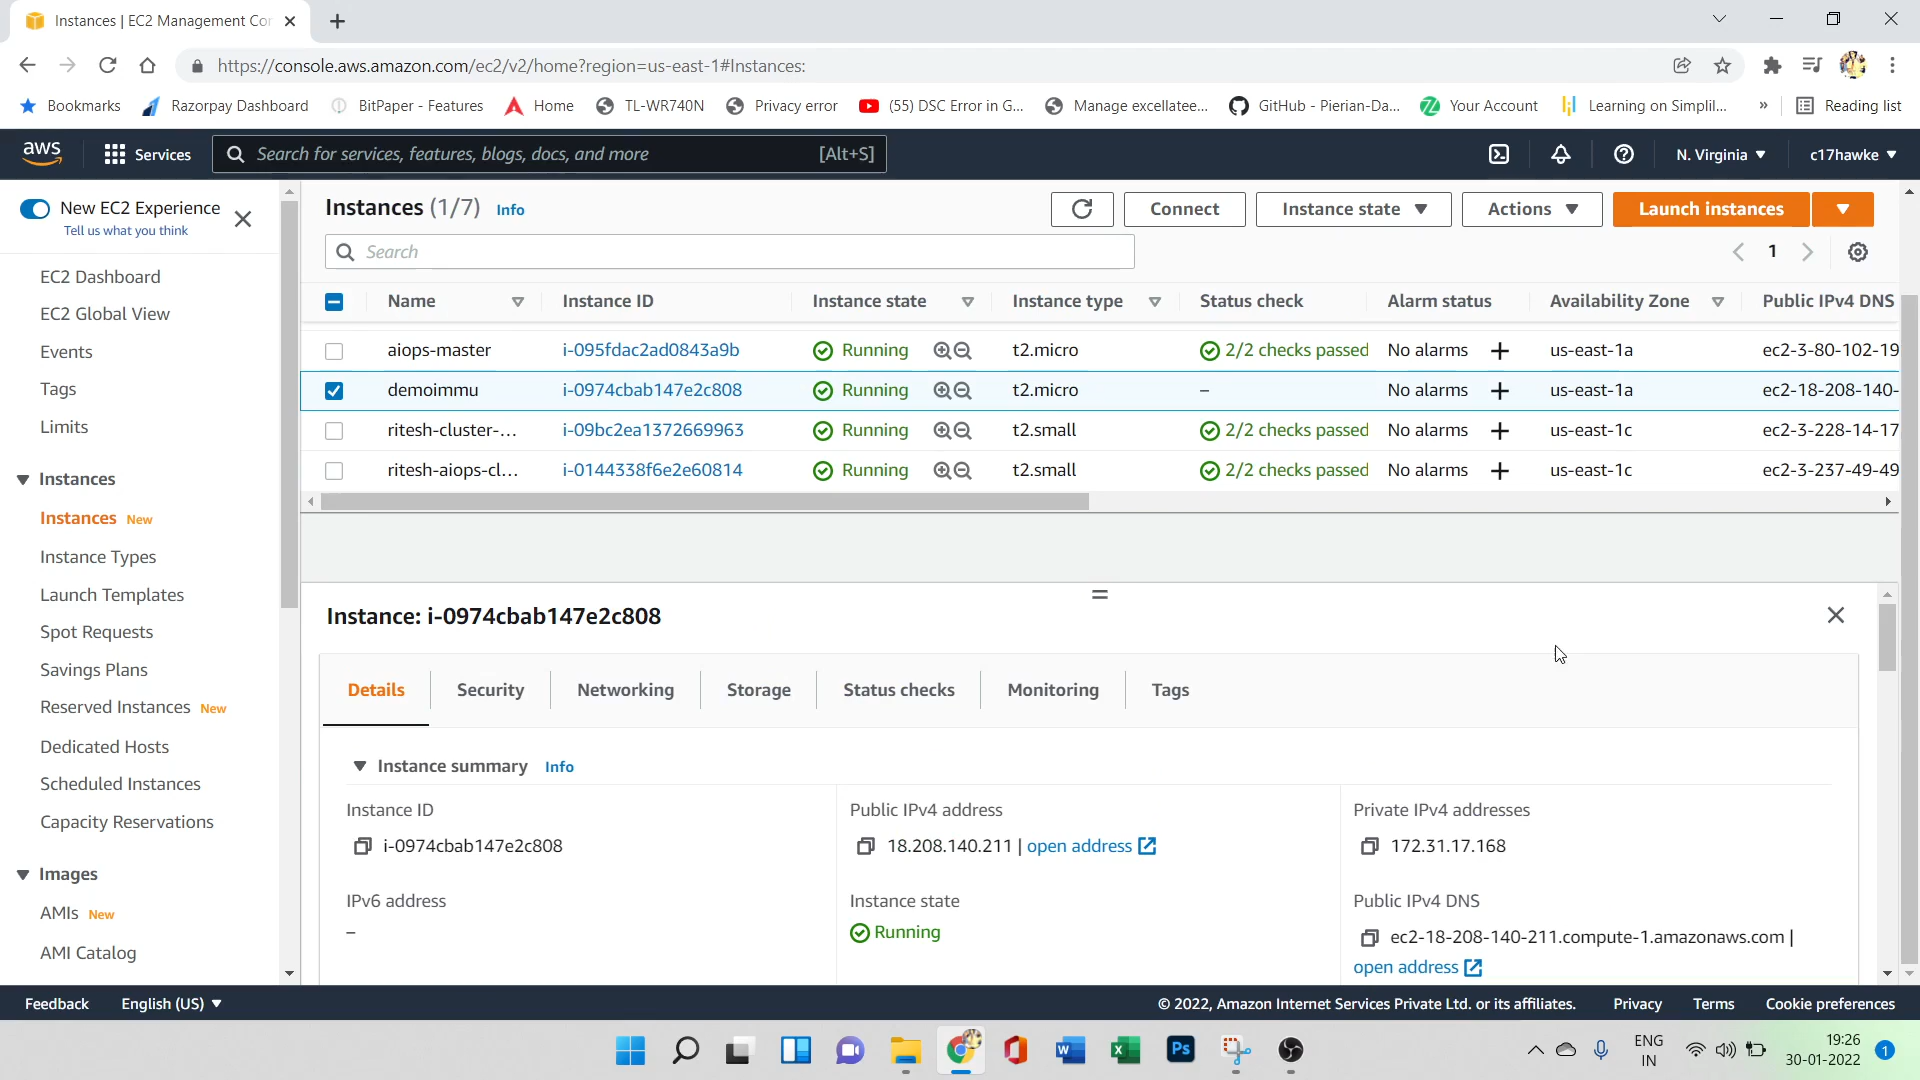 Instances | EC2 Management Co
https://console.aws.amazon.com/ec2/v2/home?region=us-east-1#Instances:
Bookmarks Razorpay Dashboard BitPaper - Features Home TL-WR740N Privacy error (55) DSC Error in G... Manage excellatee... GitHub - Pierian-Da... Your Account Learning on Simplil... » Reading list
aws Services Search for services, features, blogs, docs, and more [Alt+S] N. Virginia c17hawke
New EC2 Experience
Tell us what you think
EC2 Dashboard
EC2 Global View
Events
Tags
Limits
Instances
Instances New
Instance Types
Launch Templates
Spot Requests
Savings Plans
Reserved Instances New
Dedicated Hosts
Scheduled Instances
Capacity Reservations
Images
AMIs New
AMI Catalog
Instances (1/7) Info Connect Instance state Actions Launch instances
Search
1
Name Instance ID Instance state Instance type Status check Alarm status Availability Zone Public IPv4 DNS
aiops-master i-095fdac2ad0843a9b Running t2.micro 2/2 checks passed No alarms + us-east-1a ec2-3-80-102-19
demoimmu i-0974cbab147e2c808 Running t2.micro – No alarms + us-east-1a ec2-18-208-140-
ritesh-cluster-... i-09bc2ea1372669963 Running t2.small 2/2 checks passed No alarms + us-east-1c ec2-3-228-14-17
ritesh-aiops-cl... i-0144338f6e2e60814 Running t2.small 2/2 checks passed No alarms + us-east-1c ec2-3-237-49-49
Instance: i-0974cbab147e2c808
Details Security Networking Storage Status checks Monitoring Tags
Instance summary Info
Instance ID Public IPv4 address Private IPv4 addresses
i-0974cbab147e2c808 18.208.140.211 | open address 172.31.17.168
IPv6 address Instance state Public IPv4 DNS
– Running ec2-18-208-140-211.compute-1.amazonaws.com |
open address
Feedback English (US) © 2022, Amazon Internet Services Private Ltd. or its affiliates. Privacy Terms Cookie preferences
W X Ps ENG
IN
19:26
30-01-2022
1